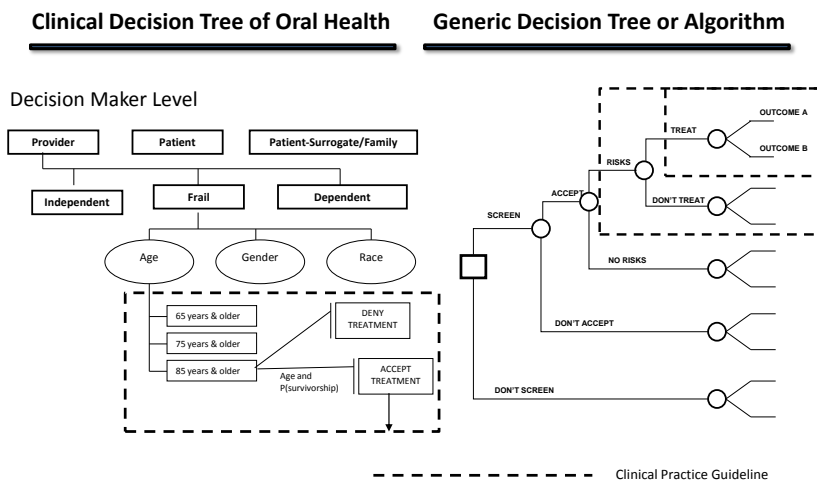 Clinical Decision Tree of Oral Health
Generic Decision Tree or Algorithm
Decision Maker Level
Provider
Patient
Patient-Surrogate/Family
Independent
Frail
Dependent
Age
Gender
Race
65 years & older
75 years & older
85 years & older
DENY
TREATMENT
Age and
P(survivorship)
ACCEPT
TREATMENT
SCREEN
ACCEPT
RISKS
TREAT
OUTCOME A
OUTCOME B
DON'T TREAT
NO RISKS
DON'T ACCEPT
DON'T SCREEN
Clinical Practice Guideline